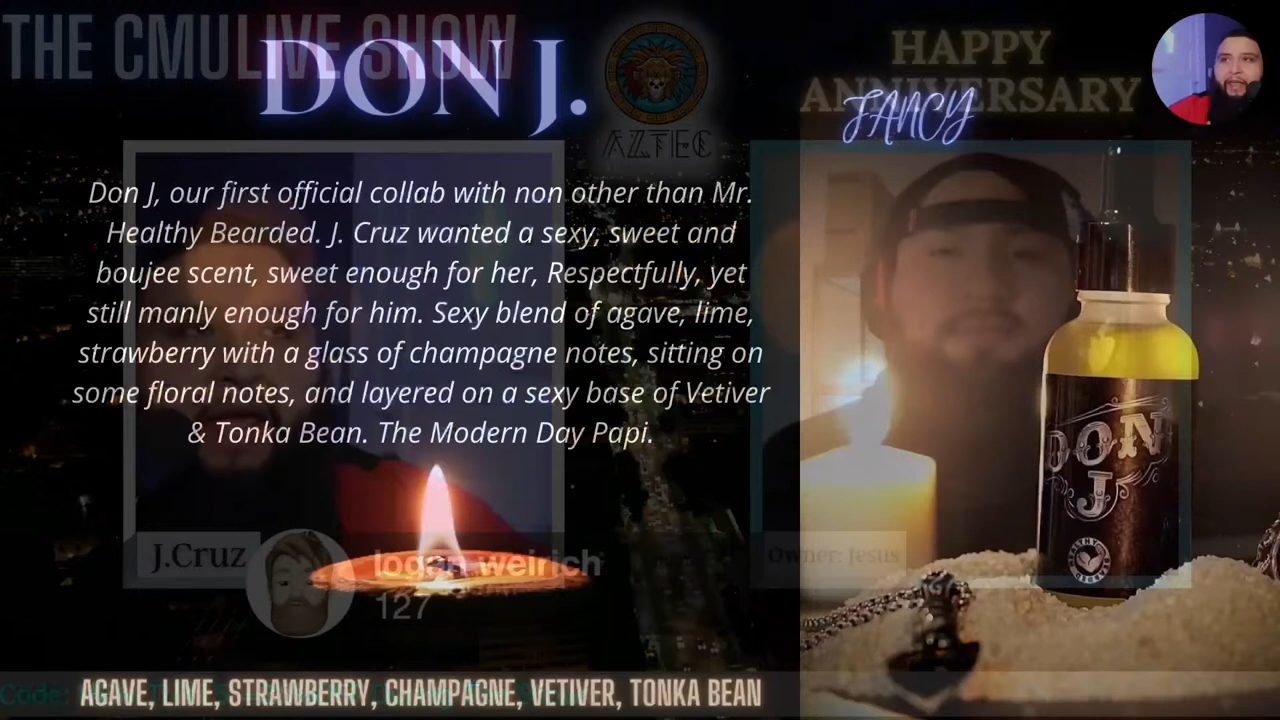 THE CMULIVE SHOW
DON J.
AZTEC
HAPPY
ANNIVERSARY
FANCY
Don J, our first official collab with non other than Mr.
Healthy Bearded. J. Cruz wanted a sexy, sweet and
boujee scent, sweet enough for her, Respectfully, yet
still manly enough for him. Sexy blend of agave, lime,
strawberry with a glass of champagne notes, sitting on
some floral notes, and layered on a sexy base of Vetiver
& Tonka Bean. The Modern Day Papi.
DON
J
HEALTHY BEARDED
J.Cruz
logan weirich
127
Owner: Jesus
Code:
AGAVE, LIME, STRAWBERRY, CHAMPAGNE, VETIVER, TONKA BEAN